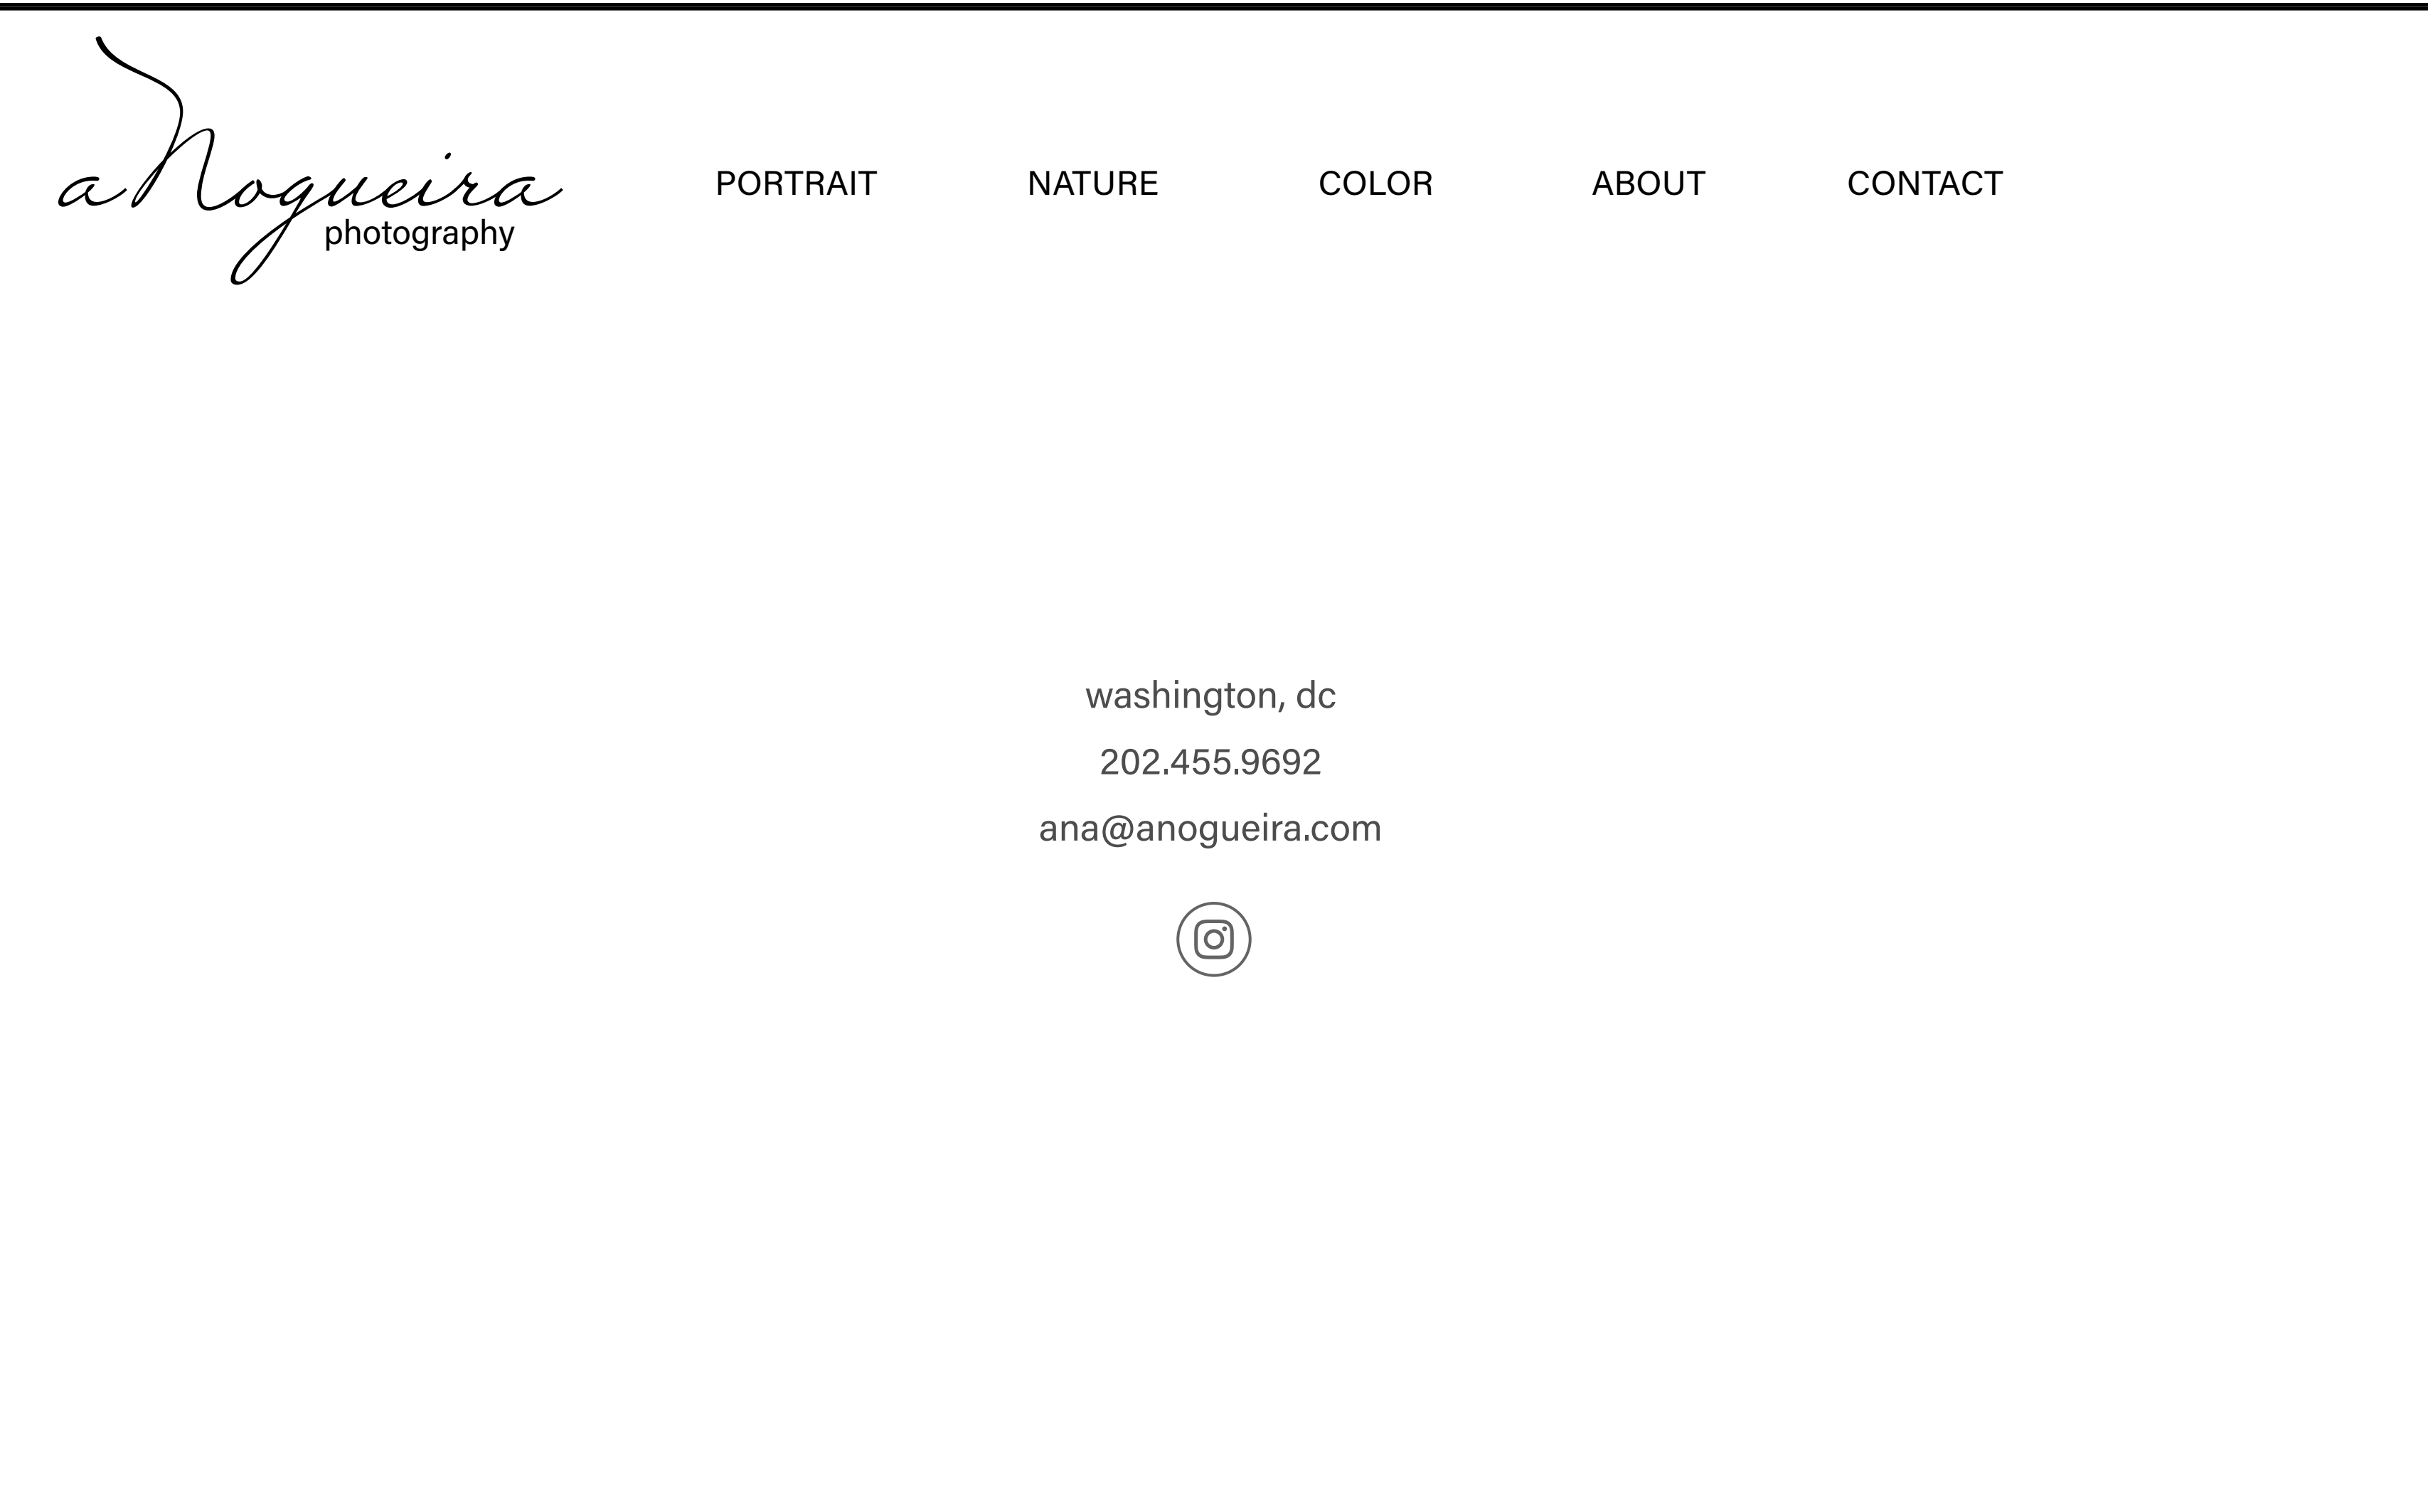 aNogueira
photography
PORTRAIT NATURE COLOR ABOUT CONTACT
washington, dc
202.455.9692
ana@anogueira.com